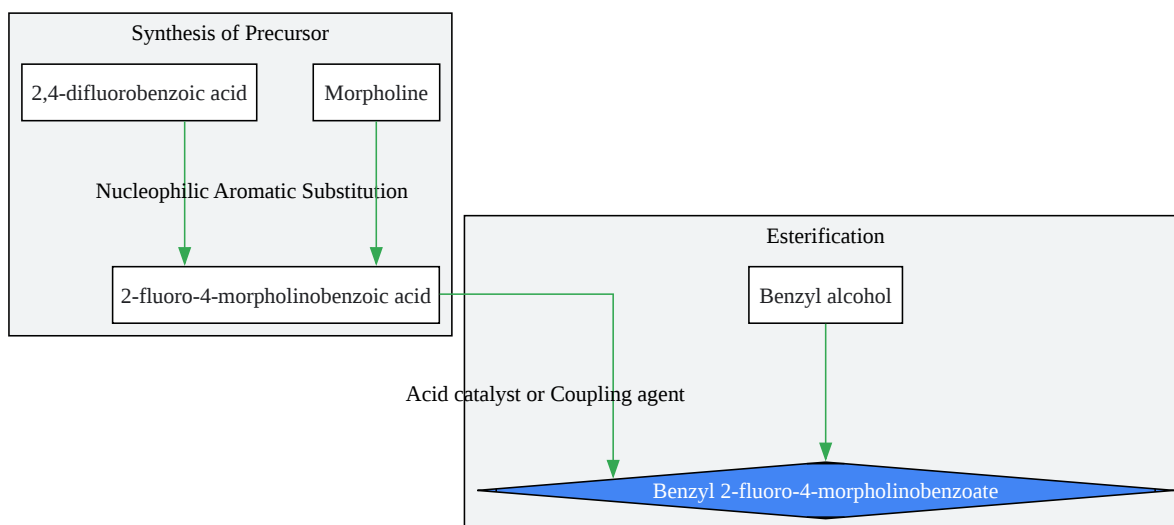 Synthesis of Precursor
2,4-difluorobenzoic acid
Morpholine
Nucleophilic Aromatic Substitution
2-fluoro-4-morpholinobenzoic acid
Esterification
Benzyl alcohol
Acid catalyst or Coupling agent
Benzyl 2-fluoro-4-morpholinobenzoate